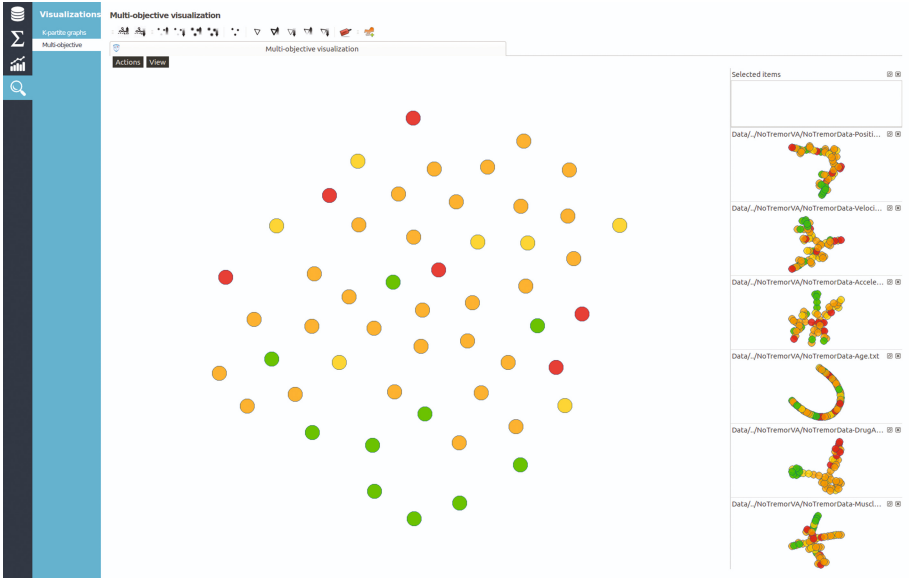 Visualizations
K-partite graphs
Multi-objective
Multi-objective visualization
Multi-objective visualization
Actions
View
Selected items
Data/../NoTremorVA/NoTremorData-Positi...
Data/../NoTremorVA/NoTremorData-Veloci...
Data/../NoTremorVA/NoTremorData-Accele...
Data/../NoTremorVA/NoTremorData-Age.txt
Data/../NoTremorVA/NoTremorData-DrugA...
Data/../NoTremorVA/NoTremorData-Muscl...